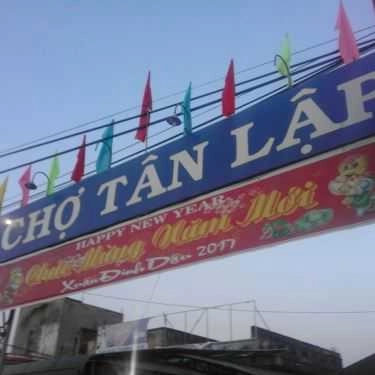 CHỢ TÂN LẬP
HAPPY NEW YEAR
Chúc Mừng Năm Mới
Xuân Đinh Dậu 2017